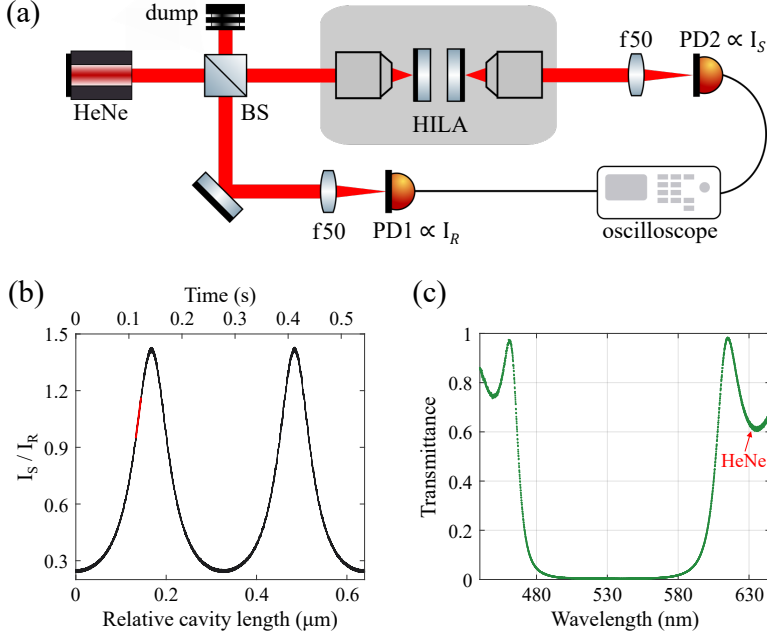 (a)
dump
HeNe
BS
HILA
f50
PD2 ∝ I_S
f50
PD1 ∝ I_R
oscilloscope
(b)
Time (s)
0 0.1 0.2 0.3 0.4 0.5
1.5
1.2
0.9
0.6
0.3
I_S / I_R
0 0.2 0.4 0.6
Relative cavity length (μm)
(c)
1
0.8
0.6
0.4
0.2
0
Transmittance
HeNe
480 530 580 630
Wavelength (nm)